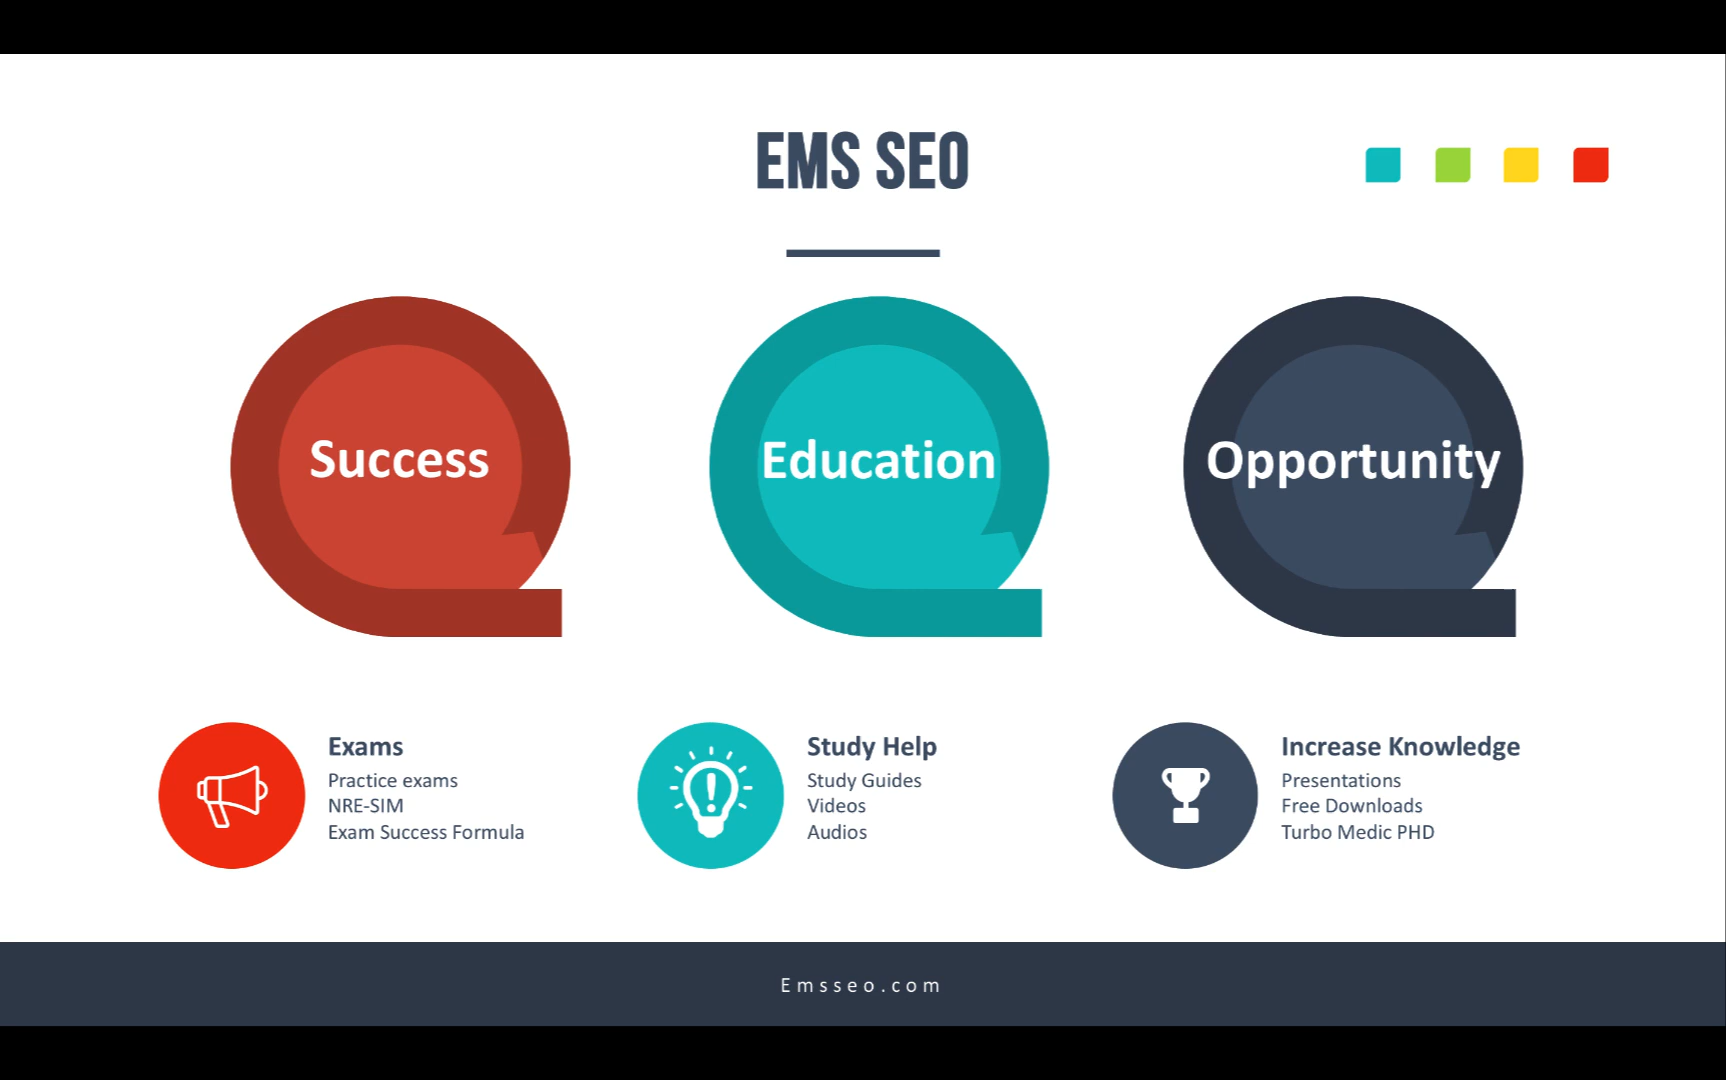 EMS SEO
Success
Education
Opportunity
Exams
Practice exams
NRE-SIM
Exam Success Formula
Study Help
Study Guides
Videos
Audios
Increase Knowledge
Presentations
Free Downloads
Turbo Medic PHD
Emsseo.com